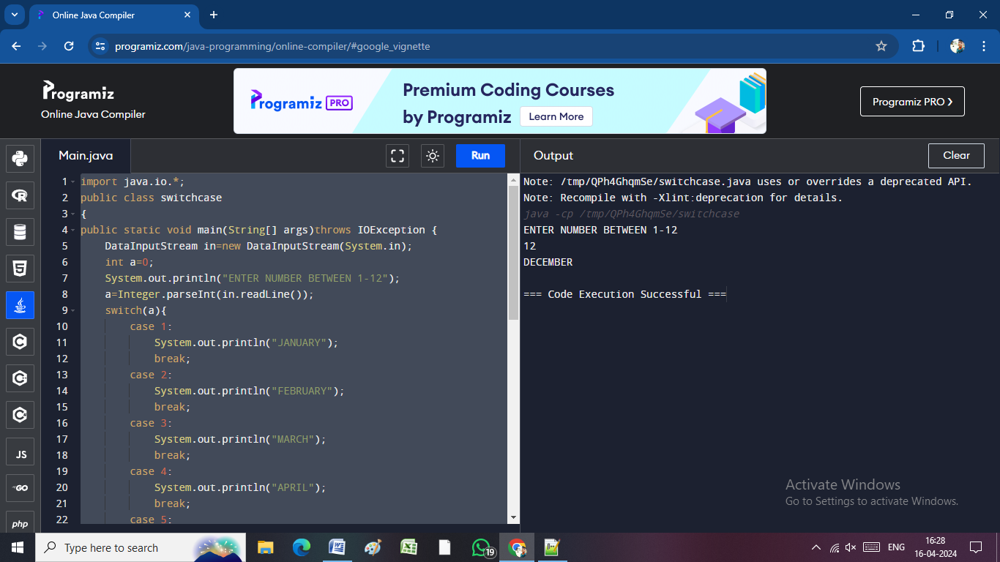 Online Java Compiler
programiz.com/java-programming/online-compiler/#google_vignette
Programiz
Online Java Compiler
Programiz PRO
Premium Coding Courses
by Programiz Learn More
Programiz PRO
Main.java
Run
Output
Clear
1 import java.io.*;
2 public class switchcase
3 {
4 public static void main(String[] args)throws IOException {
5 DataInputStream in=new DataInputStream(System.in);
6 int a=0;
7 System.out.println("ENTER NUMBER BETWEEN 1-12");
8 a=Integer.parseInt(in.readLine());
9 switch(a){
10 case 1:
11 System.out.println("JANUARY");
12 break;
13 case 2:
14 System.out.println("FEBRUARY");
15 break;
16 case 3:
17 System.out.println("MARCH");
18 break;
19 case 4:
20 System.out.println("APRIL");
21 break;
22 case 5:
Note: /tmp/QPh4GhqmSe/switchcase.java uses or overrides a deprecated API.
Note: Recompile with -Xlint:deprecation for details.
java -cp /tmp/QPh4GhqmSe/switchcase
ENTER NUMBER BETWEEN 1-12
12
DECEMBER
=== Code Execution Successful ===
JS
GO
php
Activate Windows
Go to Settings to activate Windows.
Type here to search
19
ENG
16:28
16-04-2024